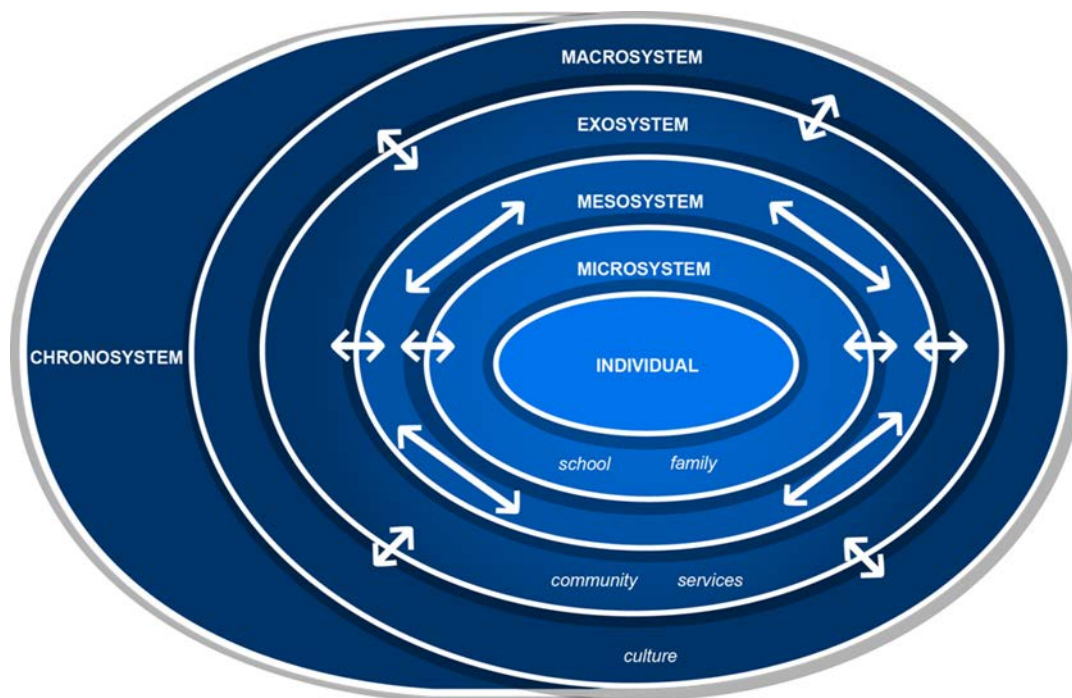 MACROSYSTEM
EXOSYSTEM
MESOSYSTEM
MICROSYSTEM
CHRONOSYSTEM
INDIVIDUAL
school family
community services
culture